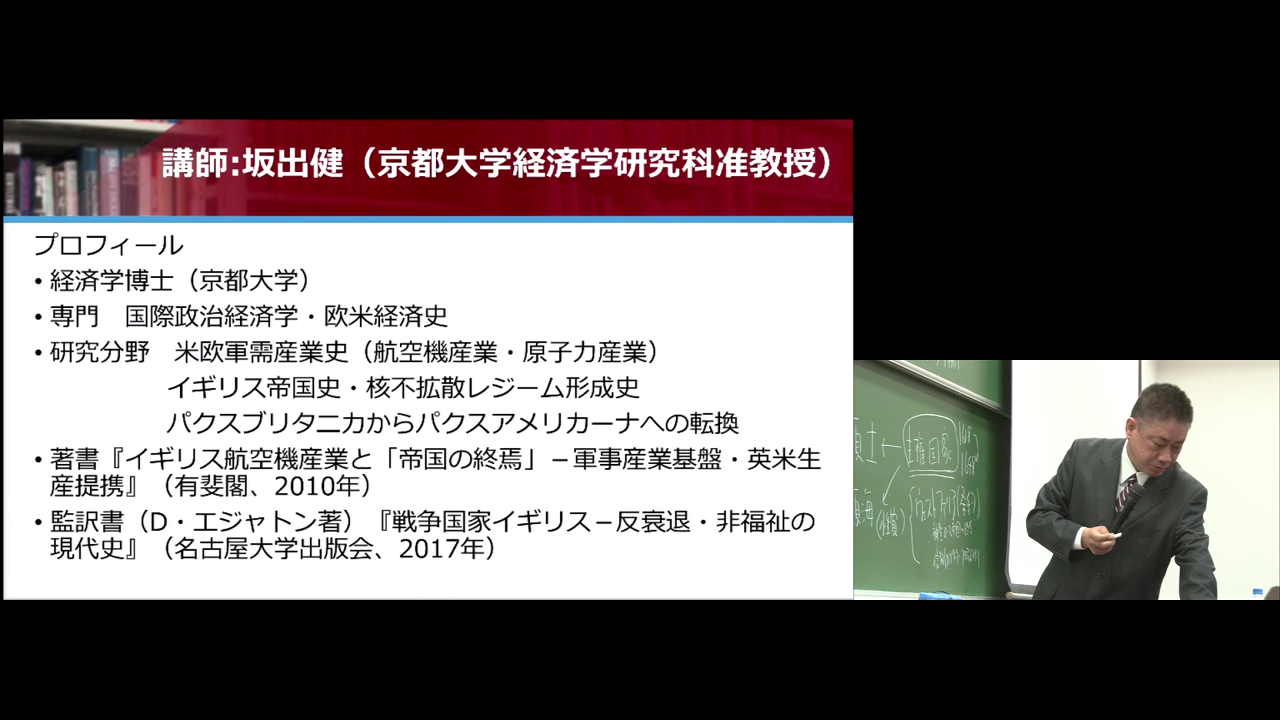 講師:坂出健（京都大学経済学研究科准教授）
プロフィール
• 経済学博士（京都大学）
• 専門　国際政治経済学・欧米経済史
• 研究分野　米欧軍需産業史（航空機産業・原子力産業）
イギリス帝国史・核不拡散レジーム形成史
パクスブリタニカからパクスアメリカーナへの転換
• 著書『イギリス航空機産業と「帝国の終焉」－軍事産業基盤・英米生
産提携』（有斐閣、2010年）
• 監訳書（D・エジャトン著）『戦争国家イギリス－反衰退・非福祉の
現代史』（名古屋大学出版会、2017年）
主権国家